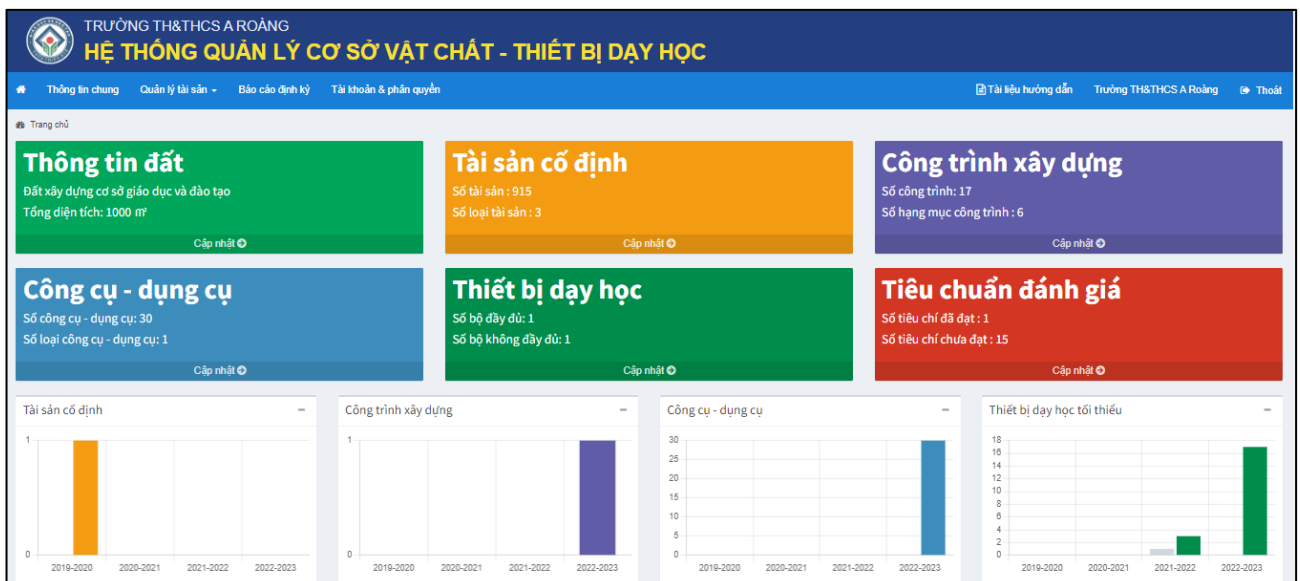 TRƯỜNG TH&THCS A ROÀNG
HỆ THỐNG QUẢN LÝ CƠ SỞ VẬT CHẤT - THIẾT BỊ DẠY HỌC
Thông tin chung Quản lý tài sản Báo cáo định kỳ Tài khoản & phân quyền Tài liệu hướng dẫn Trường TH&THCS A Roàng Thoát
Trang chủ
Thông tin đất
Đất xây dựng cơ sở giáo dục và đào tạo
Tổng diện tích: 1000 m²
Cập nhật
Tài sản cố định
Số tài sản : 915
Số loại tài sản : 3
Cập nhật
Công trình xây dựng
Số công trình: 17
Số hạng mục công trình : 6
Cập nhật
Công cụ - dụng cụ
Số công cụ - dụng cụ: 30
Số loại công cụ - dụng cụ: 1
Cập nhật
Thiết bị dạy học
Số bộ đầy đủ: 1
Số bộ không đầy đủ: 1
Cập nhật
Tiêu chuẩn đánh giá
Số tiêu chí đã đạt : 1
Số tiêu chí chưa đạt : 15
Cập nhật
Tài sản cố định
1
0
2019-2020 2020-2021 2021-2022 2022-2023
Công trình xây dựng
1
0
2019-2020 2020-2021 2021-2022 2022-2023
Công cụ - dụng cụ
30
25
20
15
10
5
0
2019-2020 2020-2021 2021-2022 2022-2023
Thiết bị dạy học tối thiểu
18
16
14
12
10
8
6
4
2
0
2019-2020 2020-2021 2021-2022 2022-2023